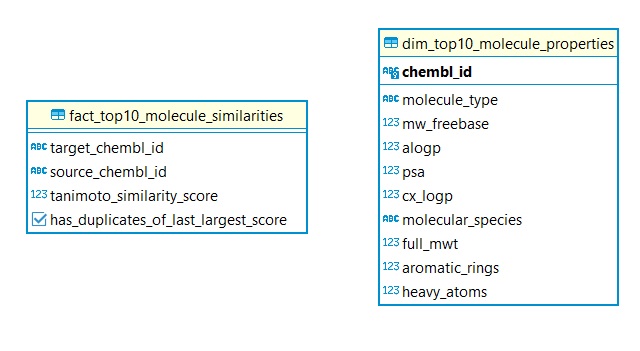 fact_top10_molecule_similarities
ABC target_chembl_id
ABC source_chembl_id
123 tanimoto_similarity_score
has_duplicates_of_last_largest_score
dim_top10_molecule_properties
ABC chembl_id
ABC molecule_type
123 mw_freebase
123 alogp
123 psa
123 cx_logp
ABC molecular_species
123 full_mwt
123 aromatic_rings
123 heavy_atoms